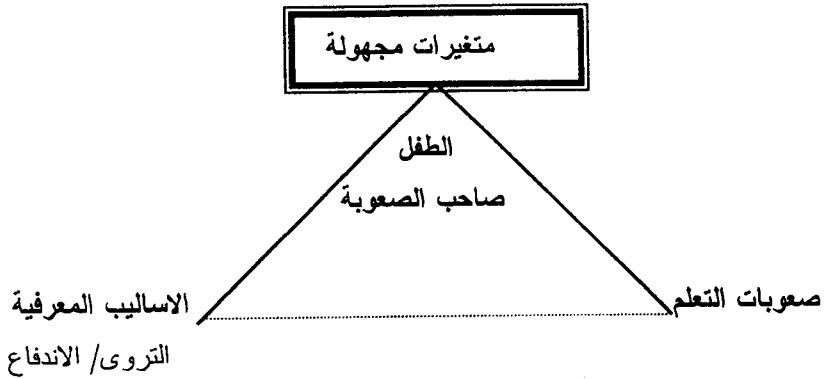 متغيرات مجهولة
الطفل
صاحب الصعوبة
صعوبات التعلم
الاساليب المعرفية
التروى/ الاندفاع